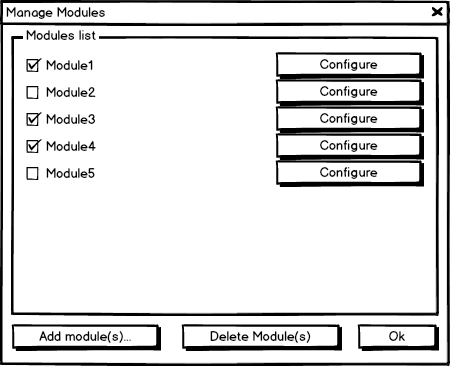 Manage Modules
Modules list
Module1 Configure
Module2 Configure
Module3 Configure
Module4 Configure
Module5 Configure
Add module(s)... Delete Module(s) Ok